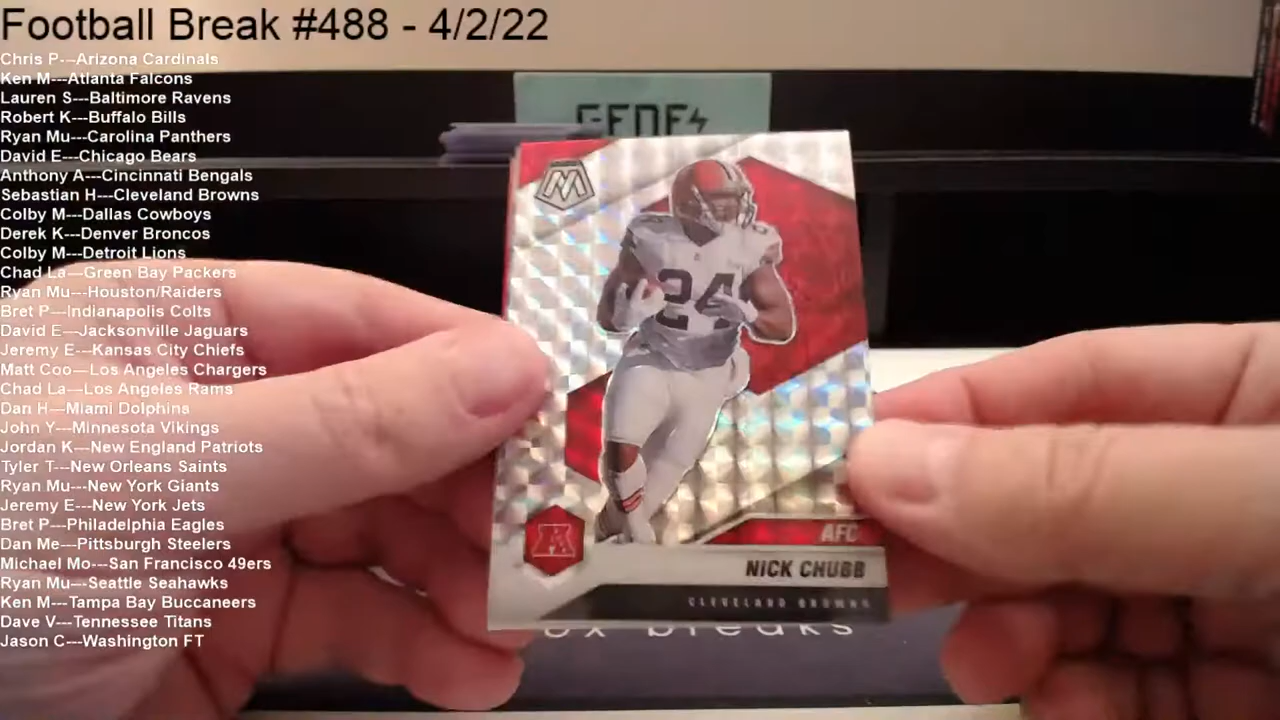 Football Break #488 - 4/2/22
Chris P---Arizona Cardinals
Ken M---Atlanta Falcons
Lauren S---Baltimore Ravens
Robert K---Buffalo Bills
Ryan Mu---Carolina Panthers
David E---Chicago Bears
Anthony A---Cincinnati Bengals
Sebastian H---Cleveland Browns
Colby M---Dallas Cowboys
Derek K---Denver Broncos
Colby M---Detroit Lions
Chad La---Green Bay Packers
Ryan Mu---Houston/Raiders
Bret P---Indianapolis Colts
David E---Jacksonville Jaguars
Jeremy E---Kansas City Chiefs
Matt Coo---Los Angeles Chargers
Chad La---Los Angeles Rams
Dan H---Miami Dolphins
John Y---Minnesota Vikings
Jordan K---New England Patriots
Tyler T---New Orleans Saints
Ryan Mu---New York Giants
Jeremy E---New York Jets
Bret P---Philadelphia Eagles
Dan Me---Pittsburgh Steelers
Michael Mo---San Francisco 49ers
Ryan Mu---Seattle Seahawks
Ken M---Tampa Bay Buccaneers
Dave V---Tennessee Titans
Jason C---Washington FT
M
24
A
AFC
NICK CHUBB
CLEVELAND BROWNS
breaks